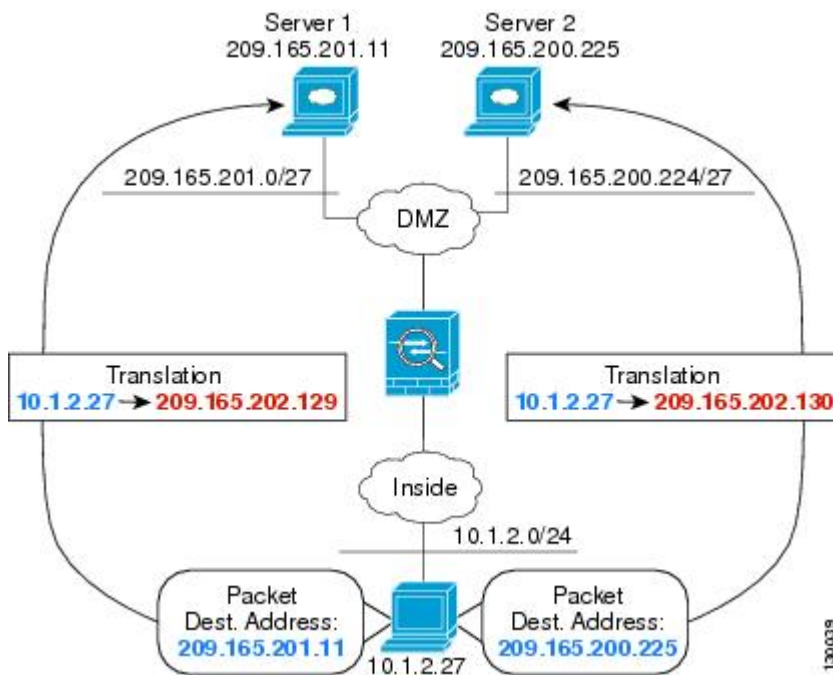 Server 1
209.165.201.11
Server 2
209.165.200.225
209.165.201.0/27
209.165.200.224/27
DMZ
Translation
10.1.2.27 → 209.165.202.129
Translation
10.1.2.27 → 209.165.202.130
Inside
10.1.2.0/24
Packet
Dest. Address:
209.165.201.11
Packet
Dest. Address:
209.165.200.225
10.1.2.27
130039